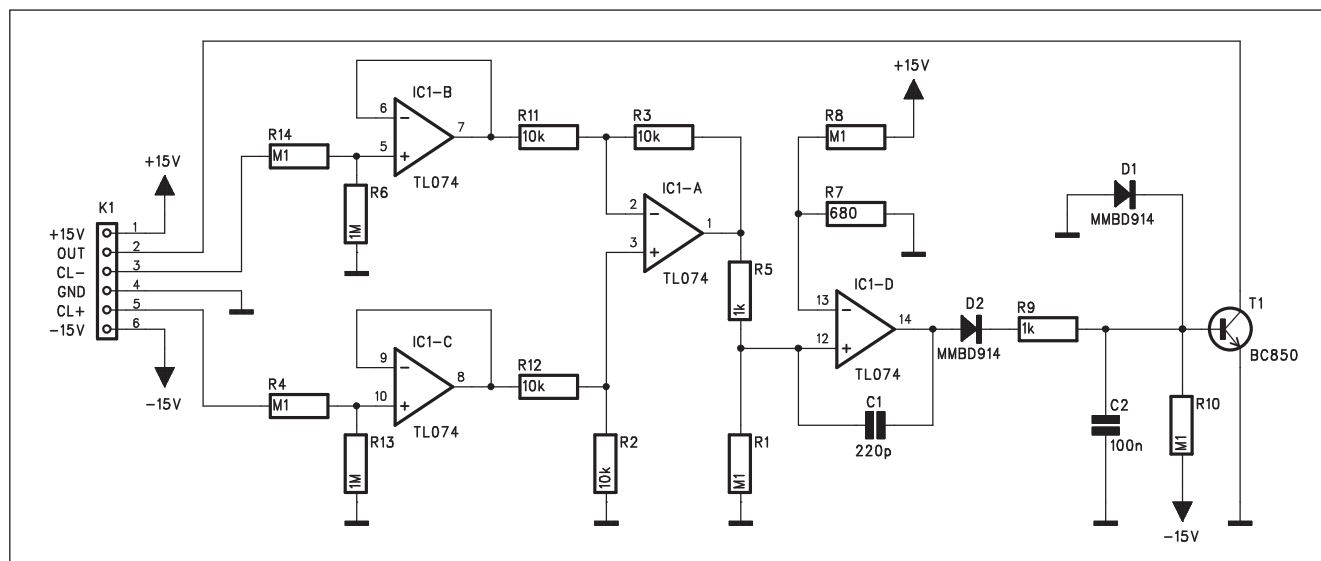 +15V
IC1-B
6
7
5
TL074
R14
M1
R6
1M
R11
10k
R3
10k
IC1-A
2
3
1
TL074
R5
1k
+15V
R8
M1
R7
680
D1
MMBD914
+15V
K1
+15V
OUT
CL-
GND
CL+
-15V
1
2
3
4
5
6
-15V
IC1-C
9
8
10
TL074
R4
M1
R13
1M
R12
10k
R2
10k
R1
M1
IC1-D
13
14
12
TL074
C1
220p
D2
MMBD914
R9
1k
C2
100n
R10
M1
-15V
T1
BC850